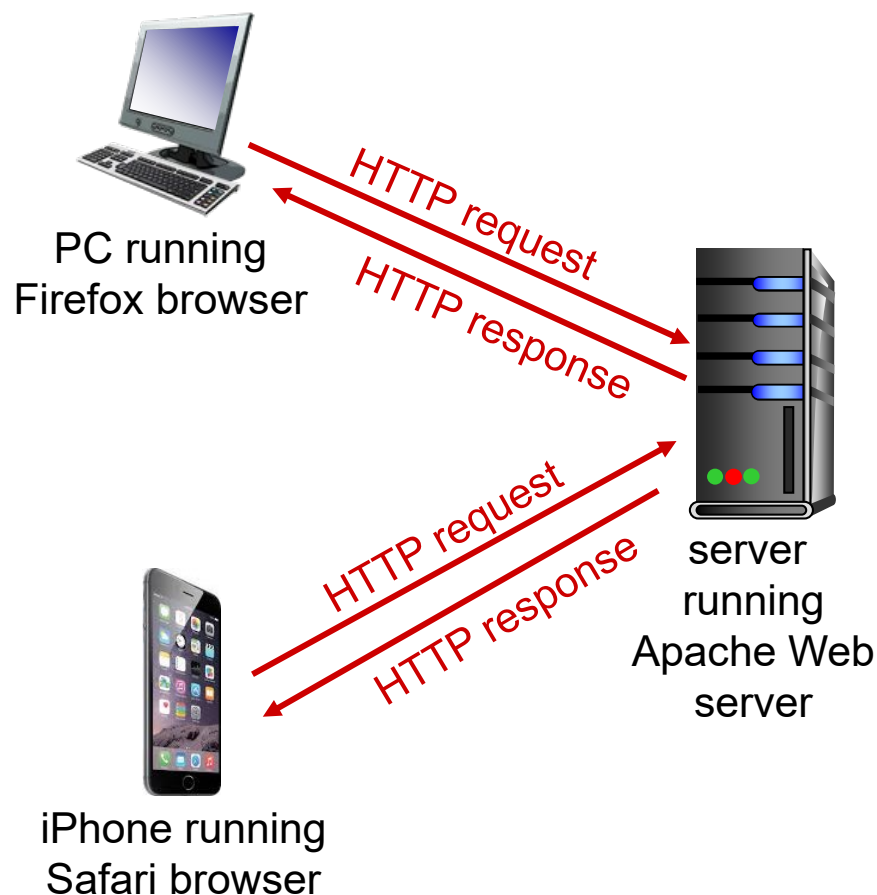 HTTP request
HTTP response
PC running
Firefox browser
HTTP request
HTTP response
server
running
Apache Web
server
iPhone running
Safari browser